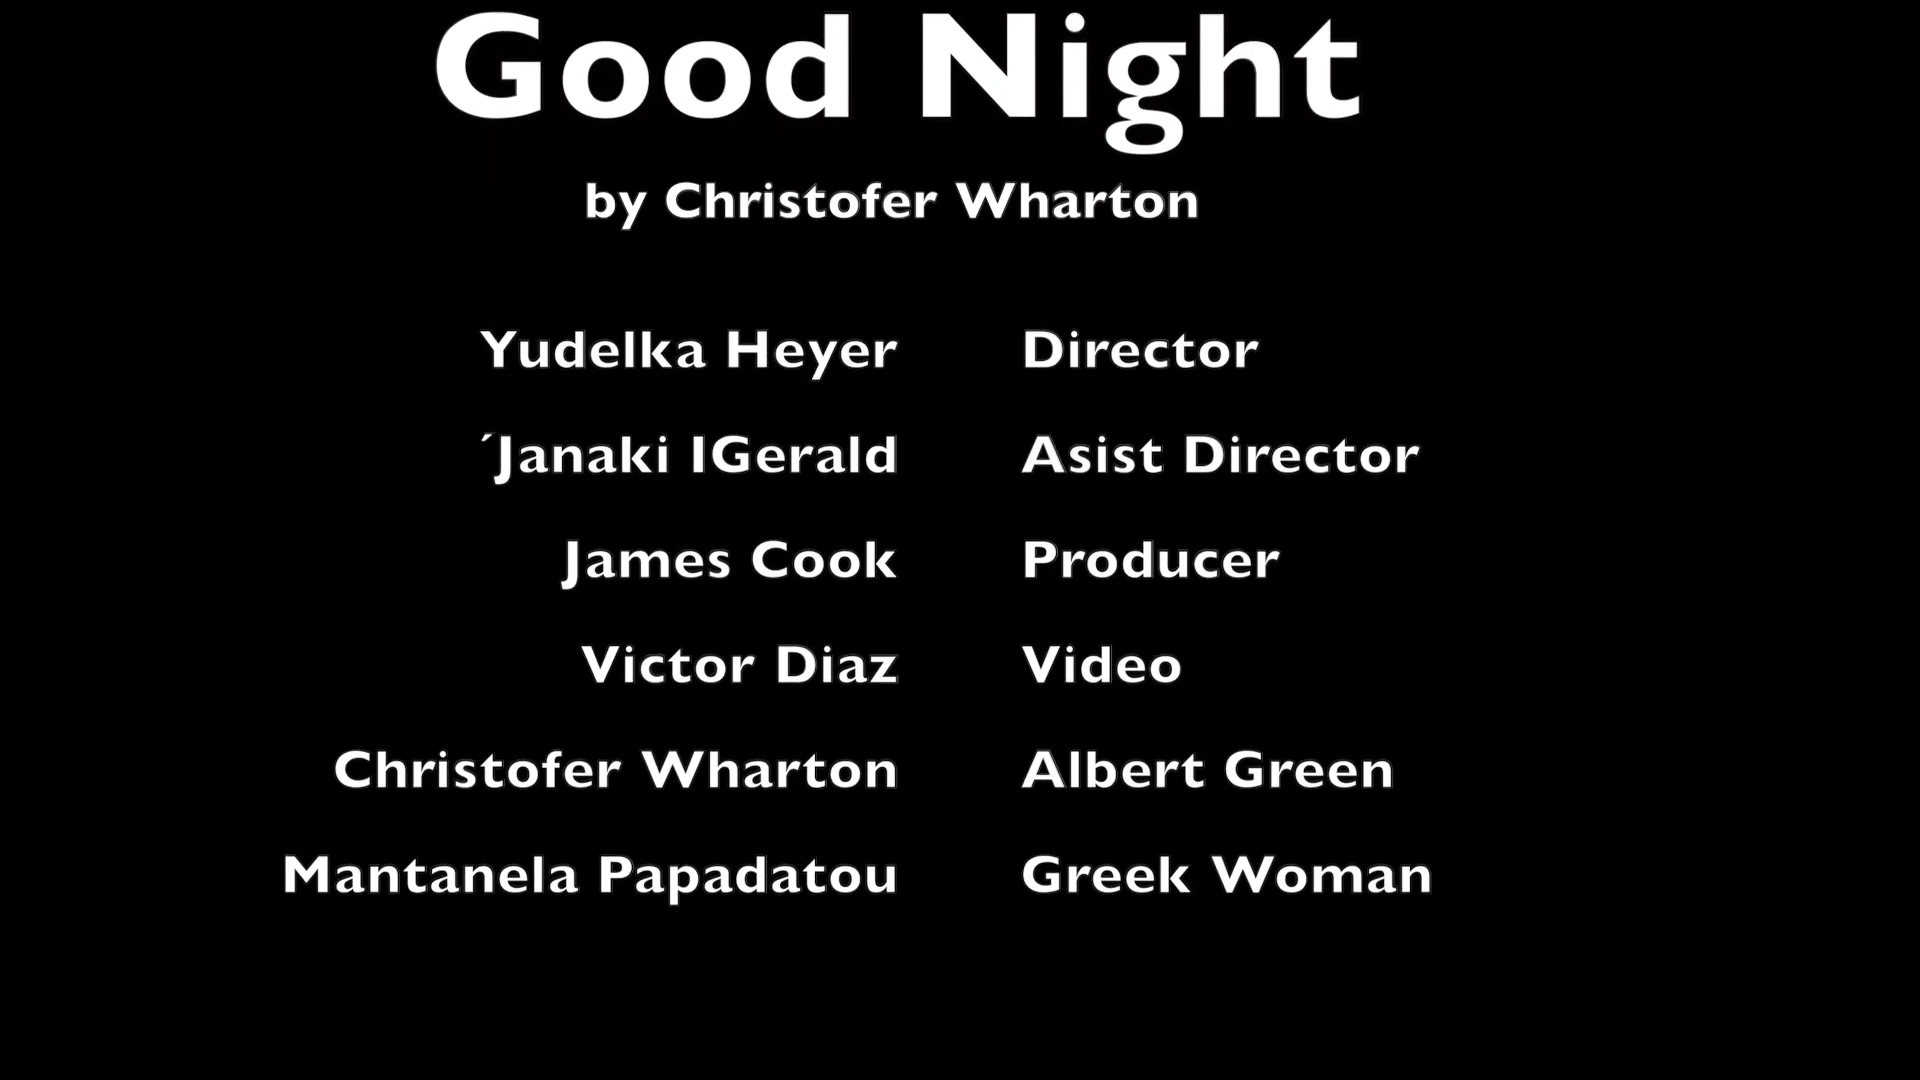 Good Night
by Christofer Wharton
Yudelka Heyer Director
´Janaki IGerald Asist Director
James Cook Producer
Victor Diaz Video
Christofer Wharton Albert Green
Mantanela Papadatou Greek Woman